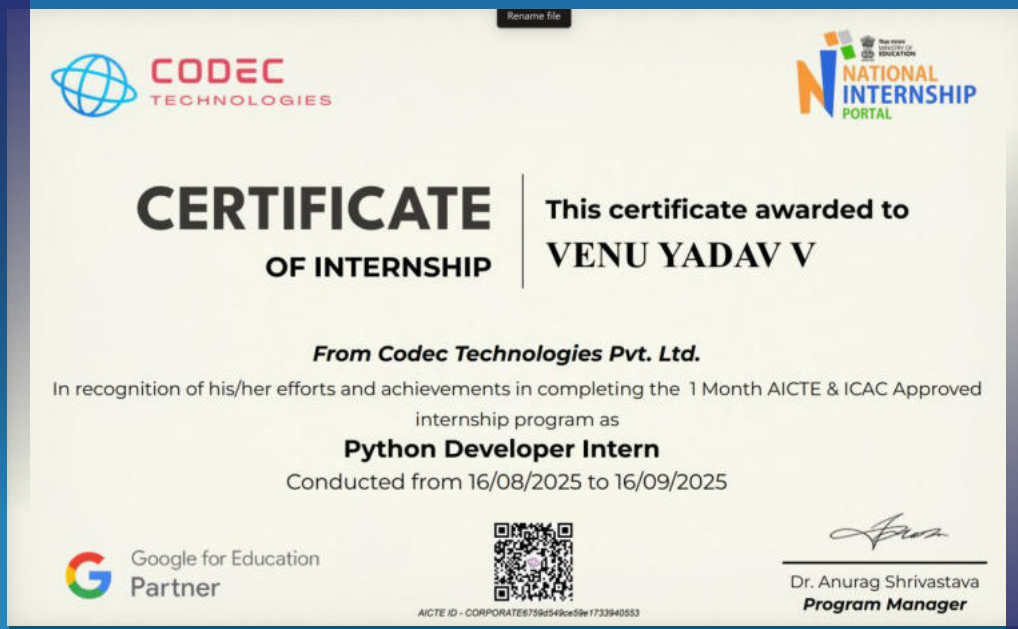 Rename file
CODEC
TECHNOLOGIES
MINISTRY OF
EDUCATION
NATIONAL
INTERNSHIP
PORTAL
CERTIFICATE
OF INTERNSHIP
This certificate awarded to
VENU YADAV V
From Codec Technologies Pvt. Ltd.
In recognition of his/her efforts and achievements in completing the 1 Month AICTE & ICAC Approved
internship program as
Python Developer Intern
Conducted from 16/08/2025 to 16/09/2025
Google for Education
Partner
AICTE ID - CORPORATE6759d549ce59e1733940553
Dr. Anurag Shrivastava
Program Manager